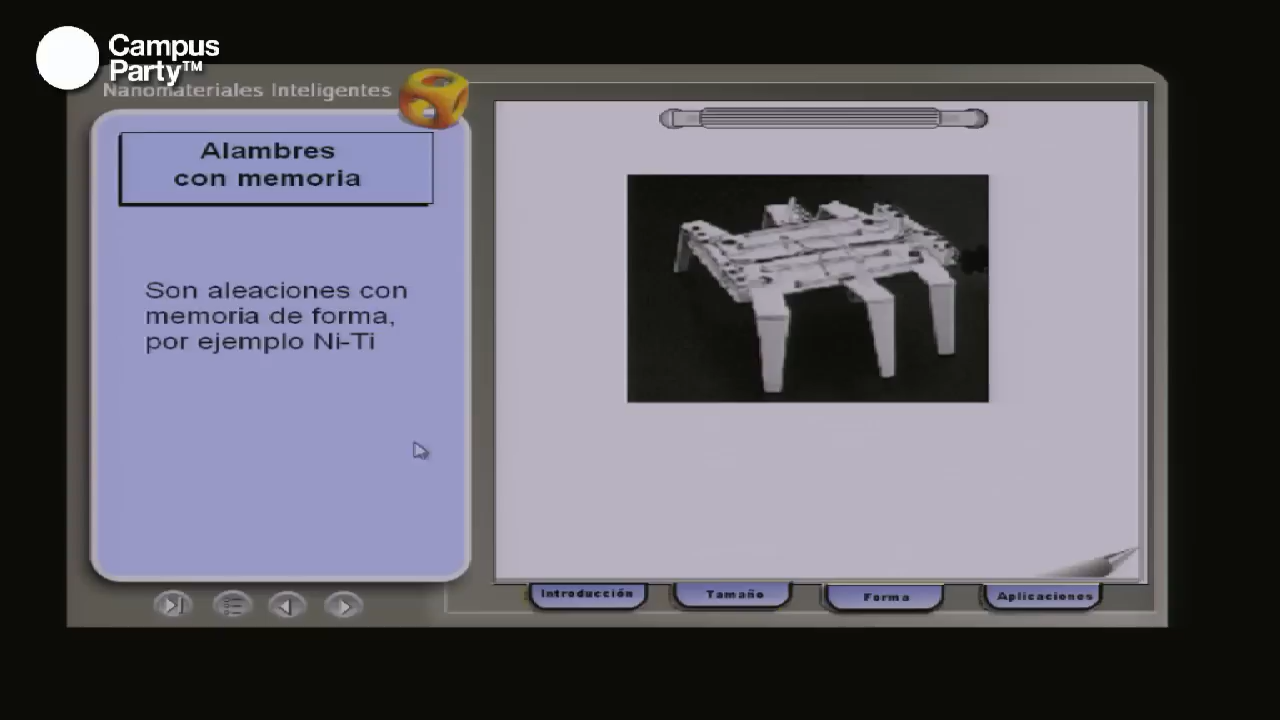 Campus
Party™
Nanomateriales Inteligentes
Alambres
con memoria
Son aleaciones con
memoria de forma,
por ejemplo Ni-Ti
Introducción
Tamaño
Forma
Aplicaciones